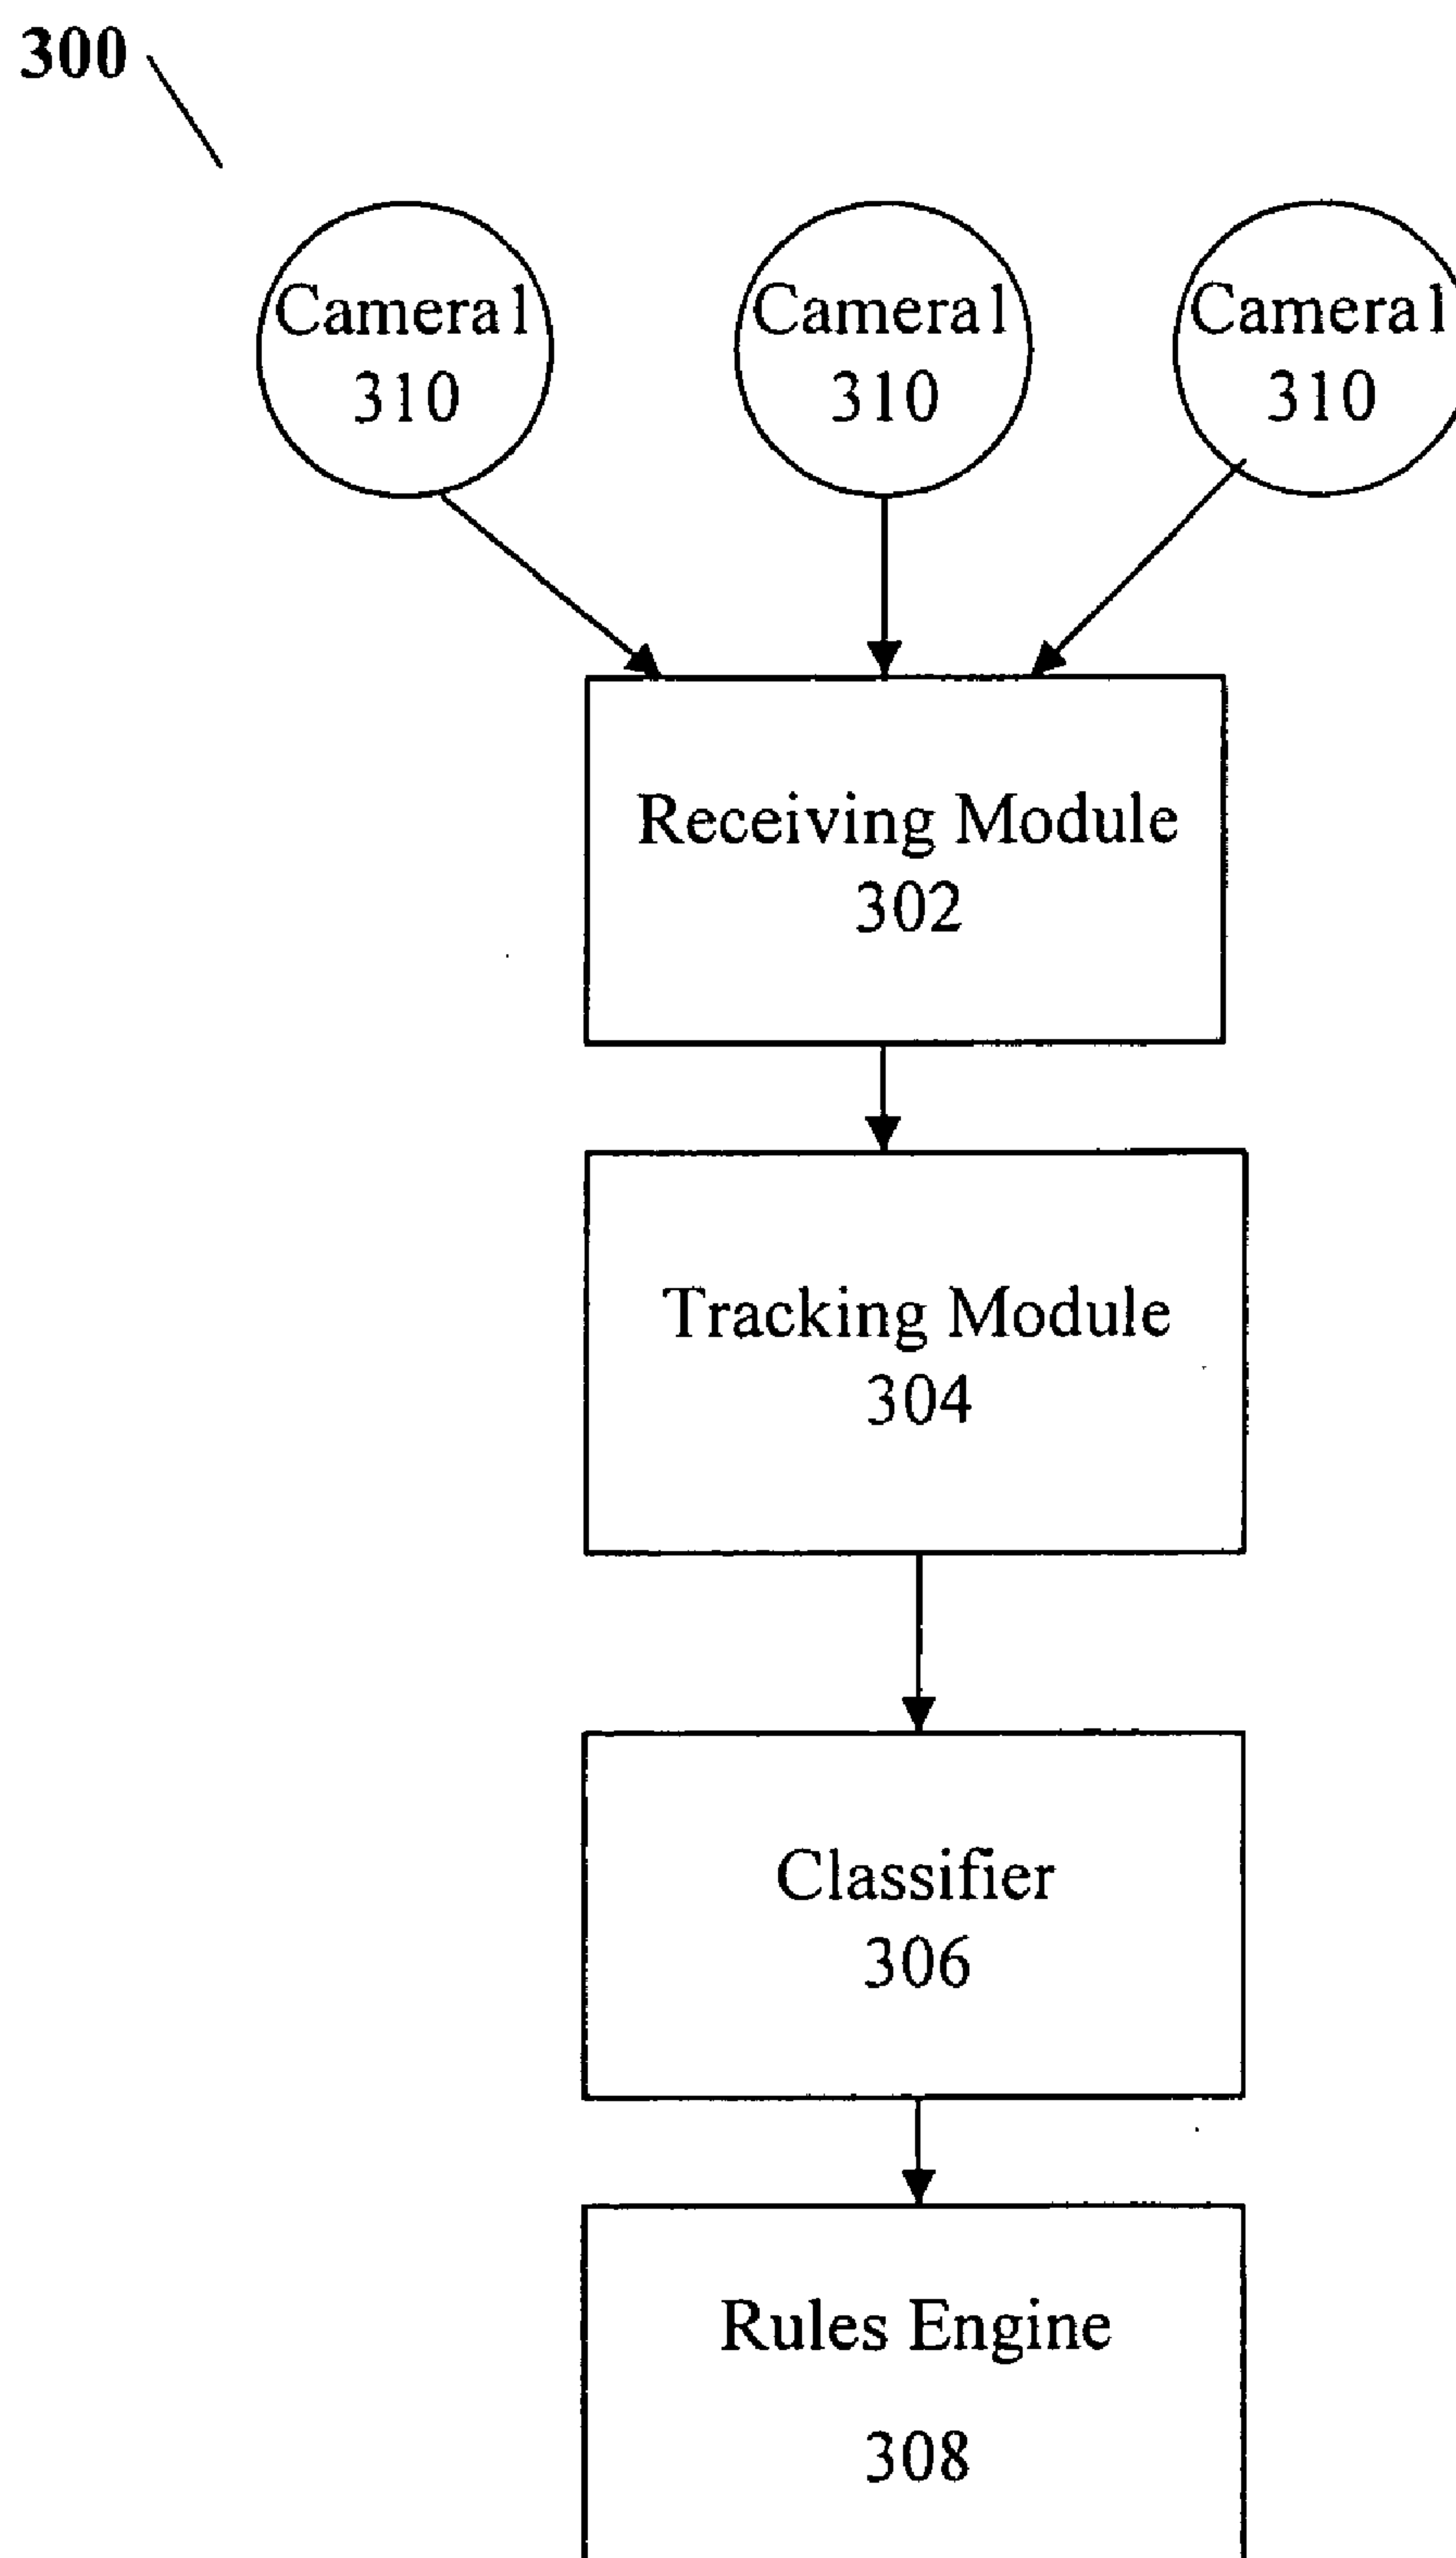 300
Camera1
310
Camera1
310
Camera1
310
Receiving Module
302
Tracking Module
304
Classifier
306
Rules Engine
308